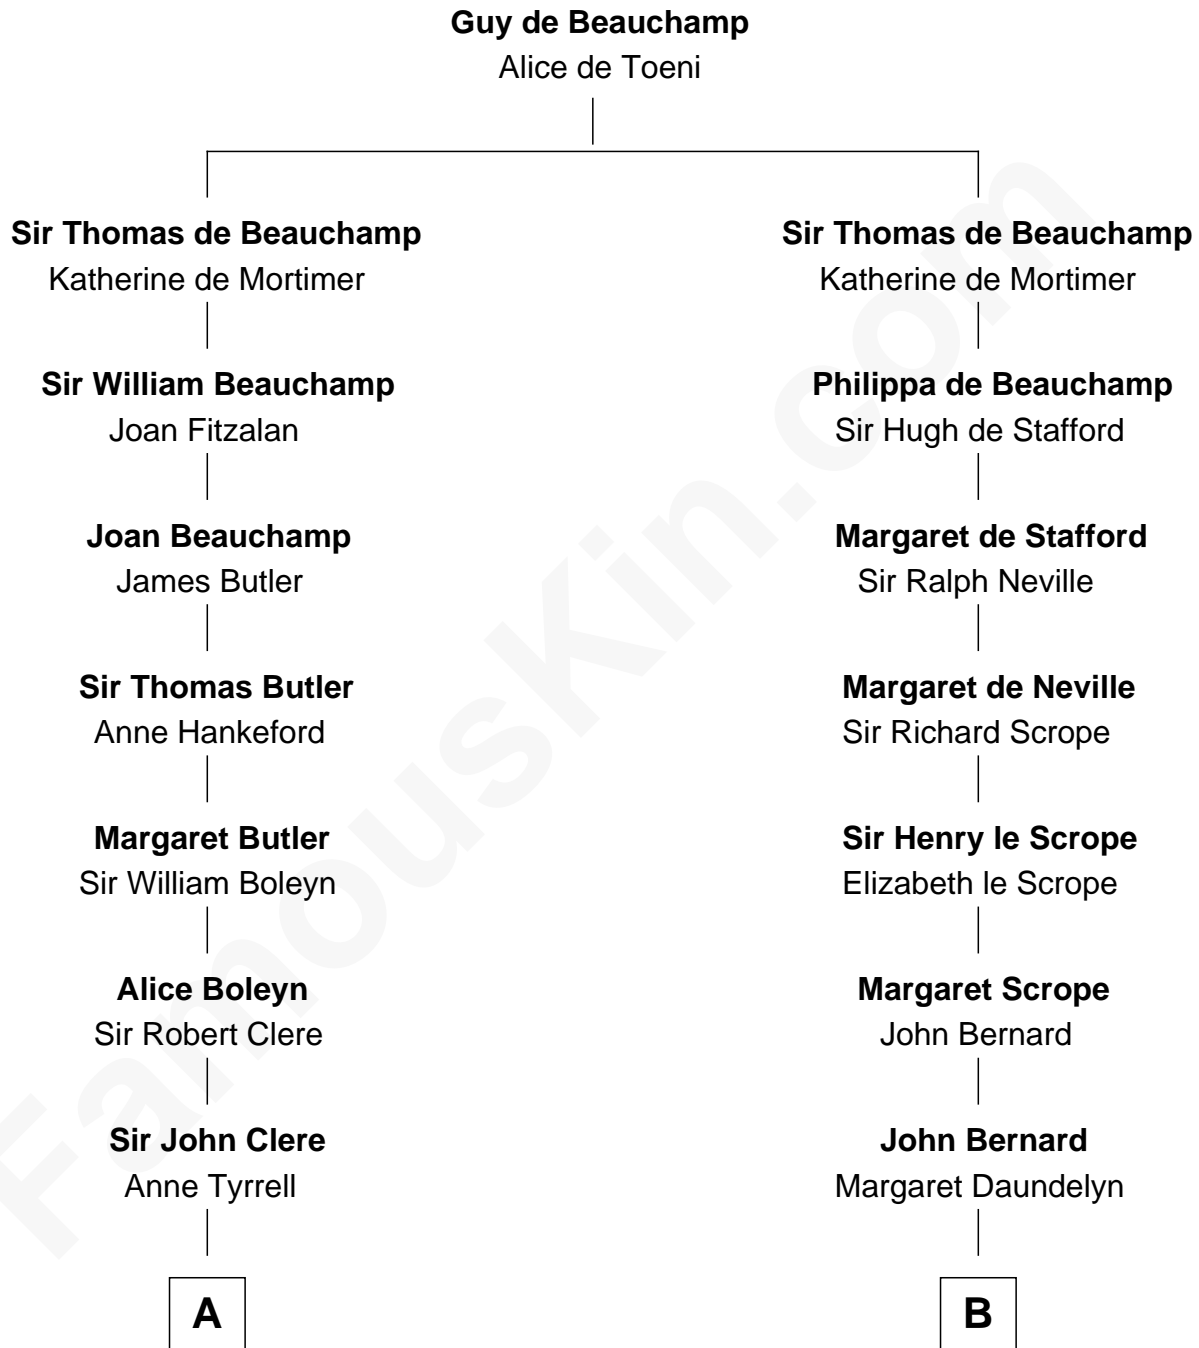 Guy de Beauchamp
Alice de Toeni
Sir Thomas de Beauchamp
Katherine de Mortimer
Sir William Beauchamp
Joan Fitzalan
Joan Beauchamp
James Butler
Sir Thomas Butler
Anne Hankeford
Margaret Butler
Sir William Boleyn
Alice Boleyn
Sir Robert Clere
Sir John Clere
Anne Tyrrell
A
Sir Thomas de Beauchamp
Katherine de Mortimer
Philippa de Beauchamp
Sir Hugh de Stafford
Margaret de Stafford
Sir Ralph Neville
Margaret de Neville
Sir Richard Scrope
Sir Henry le Scrope
Elizabeth le Scrope
Margaret Scrope
John Bernard
John Bernard
Margaret Daundelyn
B
FamousKin.com